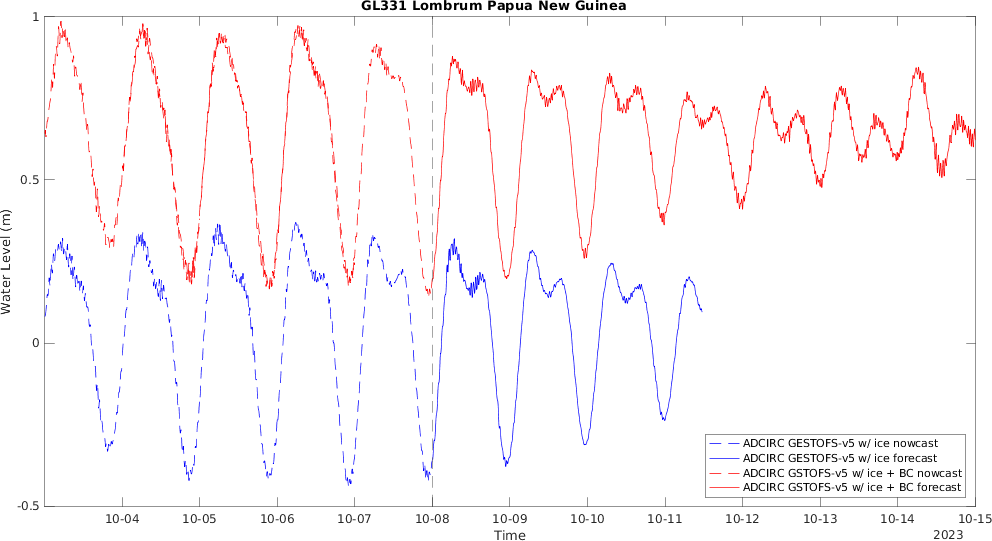 GL331 Lombrum Papua New Guinea
Water Level (m)
1
0.5
0
-0.5
ADCIRC GESTOFS-v5 w/ ice nowcast
ADCIRC GESTOFS-v5 w/ ice forecast
ADCIRC GSTOFS-v5 w/ ice + BC nowcast
ADCIRC GSTOFS-v5 w/ ice + BC forecast
10-04 10-05 10-06 10-07 10-08 10-09 10-10 10-11 10-12 10-13 10-14 10-15
Time
2023